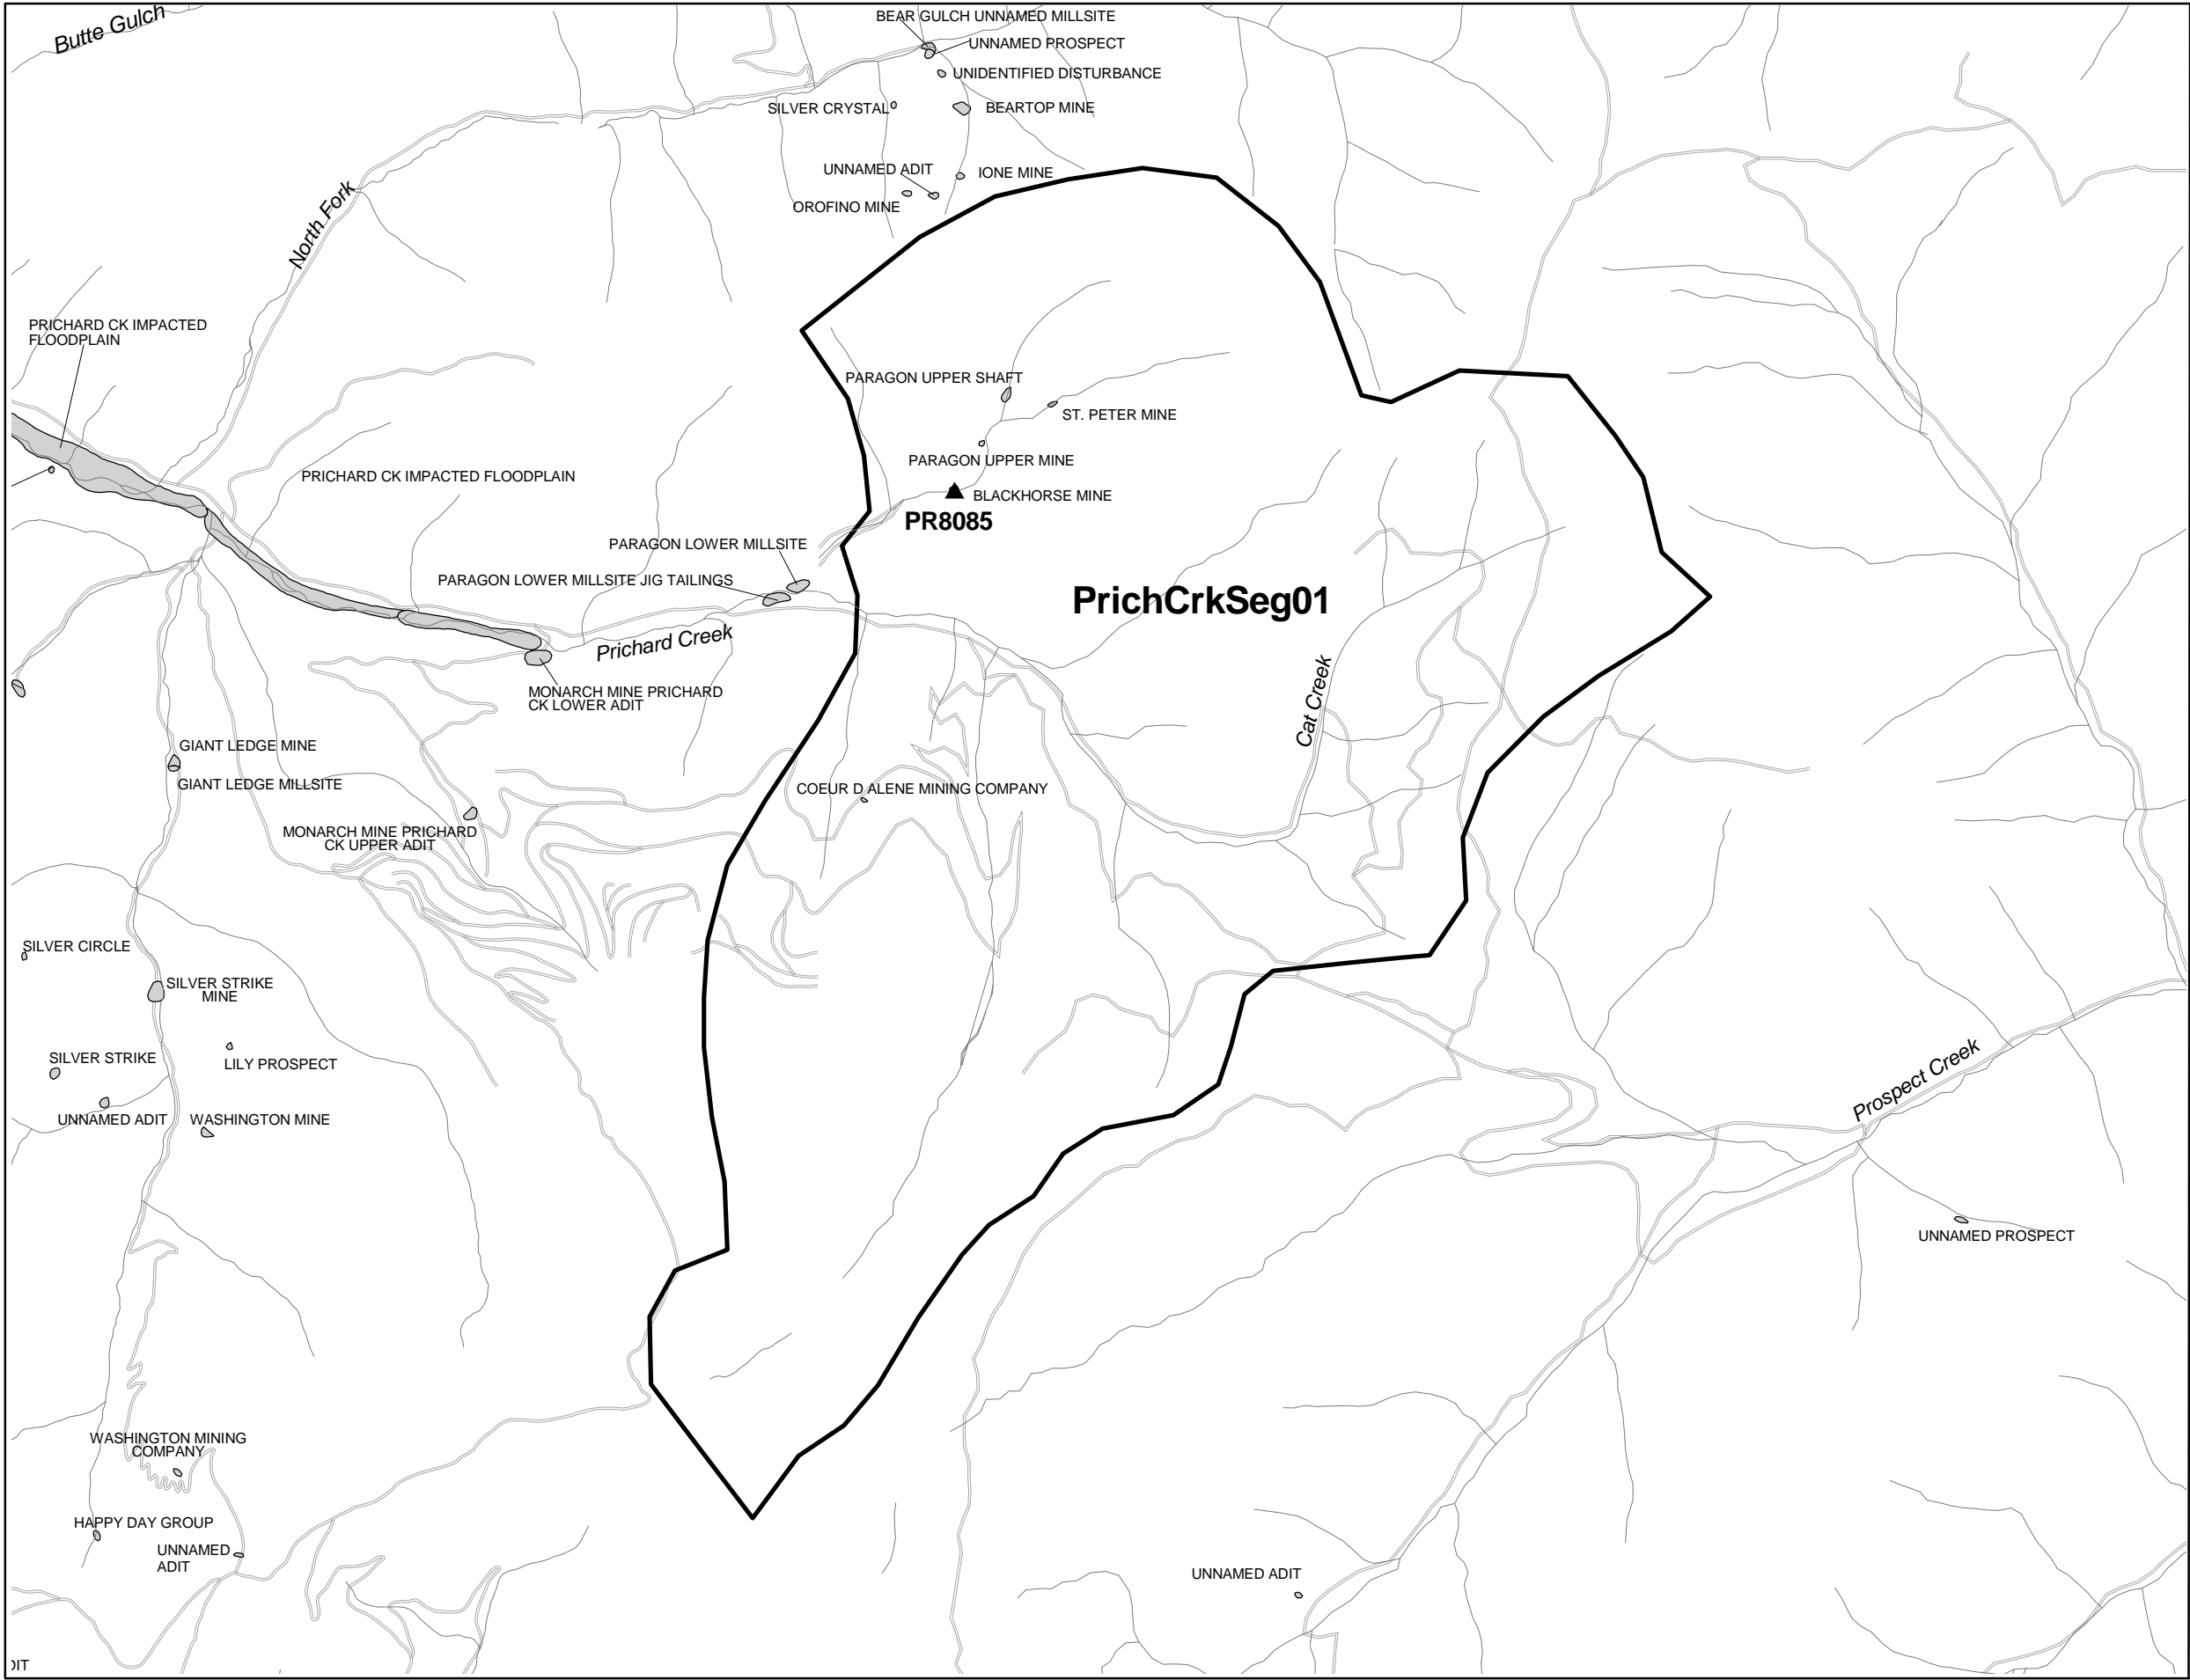 Butte Gulch
BEAR GULCH UNNAMED MILLSITE
UNNAMED PROSPECT
UNIDENTIFIED DISTURBANCE
SILVER CRYSTAL
BEARTOP MINE
UNNAMED ADIT
IONE MINE
OROFINO MINE
North Fork
PRICHARD CK IMPACTED
FLOODPLAIN
PARAGON UPPER SHAFT
ST. PETER MINE
PARAGON UPPER MINE
PRICHARD CK IMPACTED FLOODPLAIN
BLACKHORSE MINE
PR8085
PARAGON LOWER MILLSITE
PARAGON LOWER MILLSITE JIG TAILINGS
PrichCrkSeg01
Prichard Creek
MONARCH MINE PRICHARD
CK LOWER ADIT
Cat Creek
GIANT LEDGE MINE
GIANT LEDGE MILLSITE
COEUR D ALENE MINING COMPANY
MONARCH MINE PRICHARD
CK UPPER ADIT
SILVER CIRCLE
SILVER STRIKE
MINE
SILVER STRIKE
LILY PROSPECT
UNNAMED ADIT
WASHINGTON MINE
Prospect Creek
UNNAMED PROSPECT
WASHINGTON MINING
COMPANY
HAPPY DAY GROUP
UNNAMED
ADIT
UNNAMED ADIT